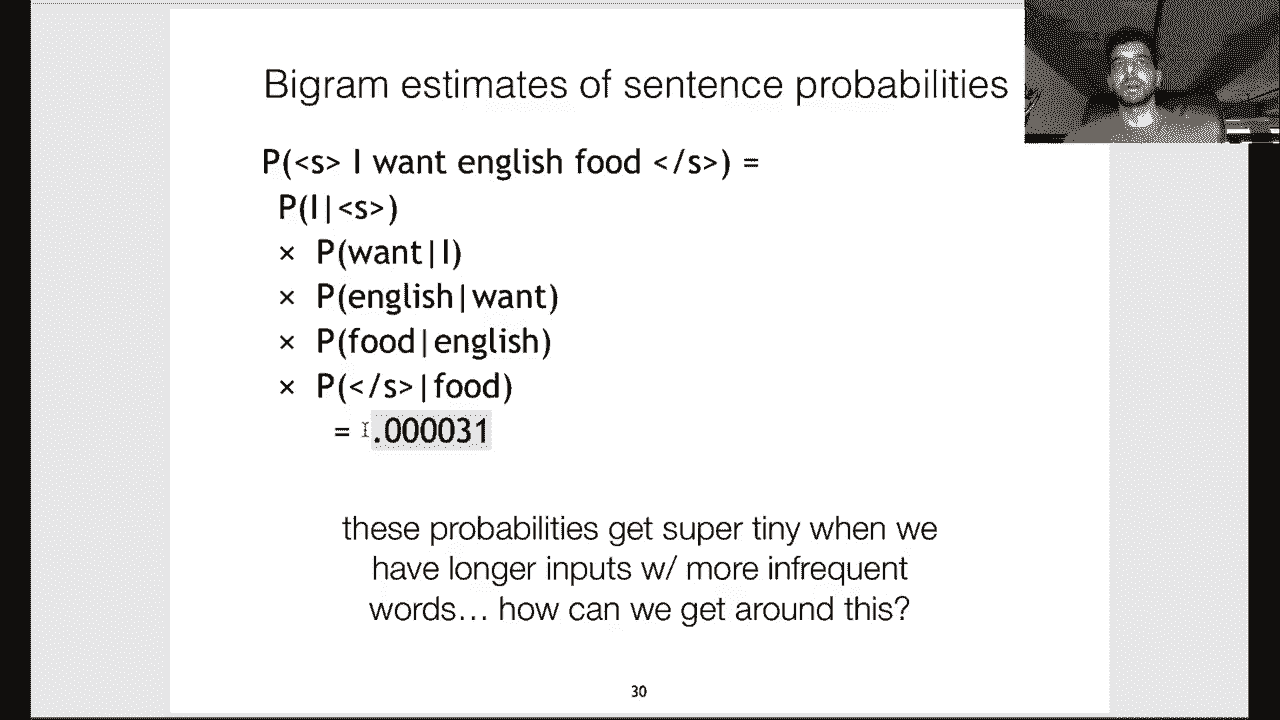 Bigram estimates of sentence probabilities
P(<s> I want english food </s>) =
P(I|<s>)
× P(want|I)
× P(english|want)
× P(food|english)
× P(</s>|food)
= .000031
these probabilities get super tiny when we
have longer inputs w/ more infrequent
words… how can we get around this?
30